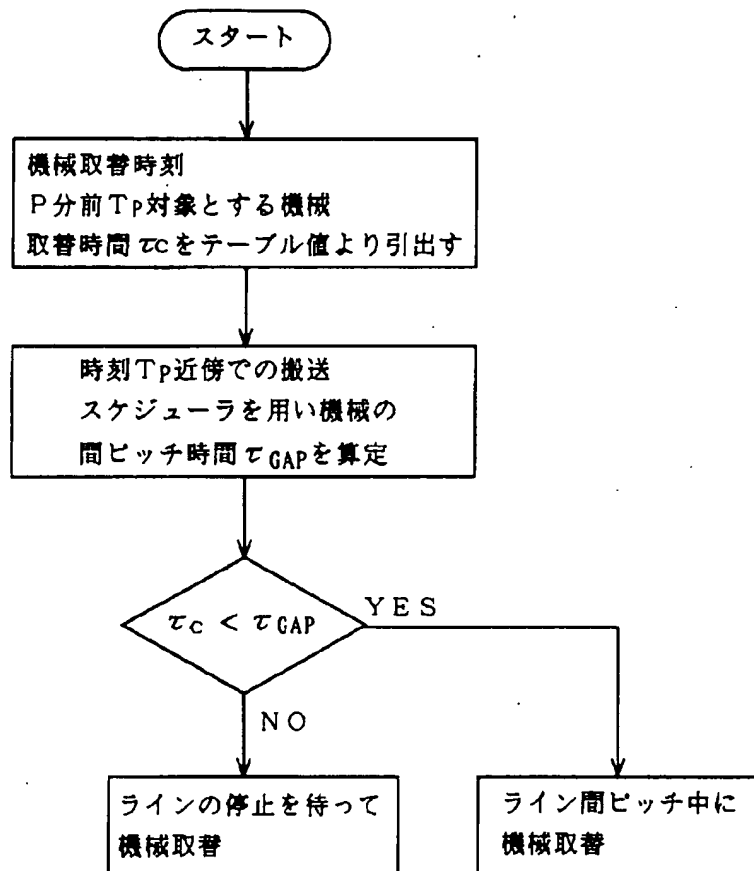 スタート
機械取替時刻
P分前TP対象とする機械
取替時間τCをテーブル値より引出す
時刻TP近傍での搬送
スケジューラを用い機械の
間ピッチ時間τGAPを算定
τC < τGAP
YES
NO
ラインの停止を待って
機械取替
ライン間ピッチ中に
機械取替